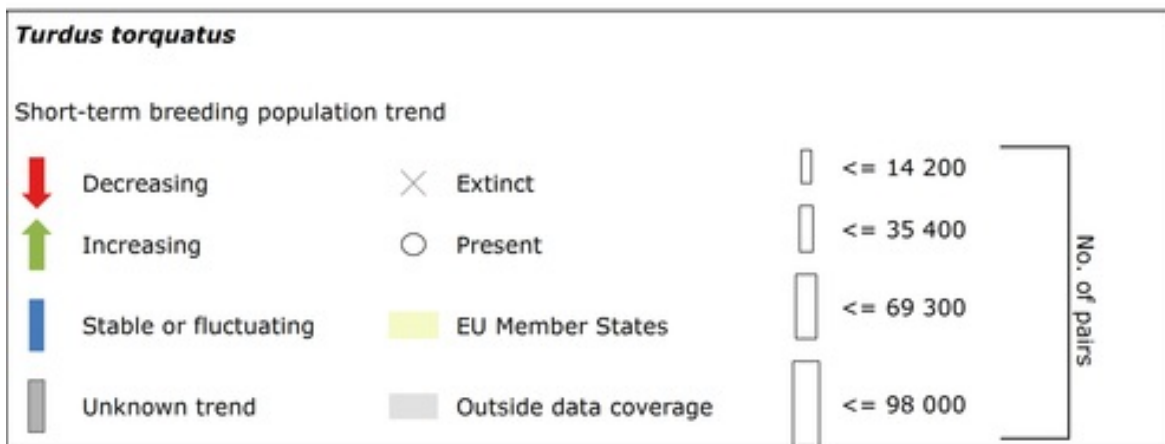 Turdus torquatus
Short-term breeding population trend
Decreasing
Extinct
<= 14 200
Increasing
Present
<= 35 400
Stable or fluctuating
EU Member States
<= 69 300
Unknown trend
Outside data coverage
<= 98 000
No. of pairs